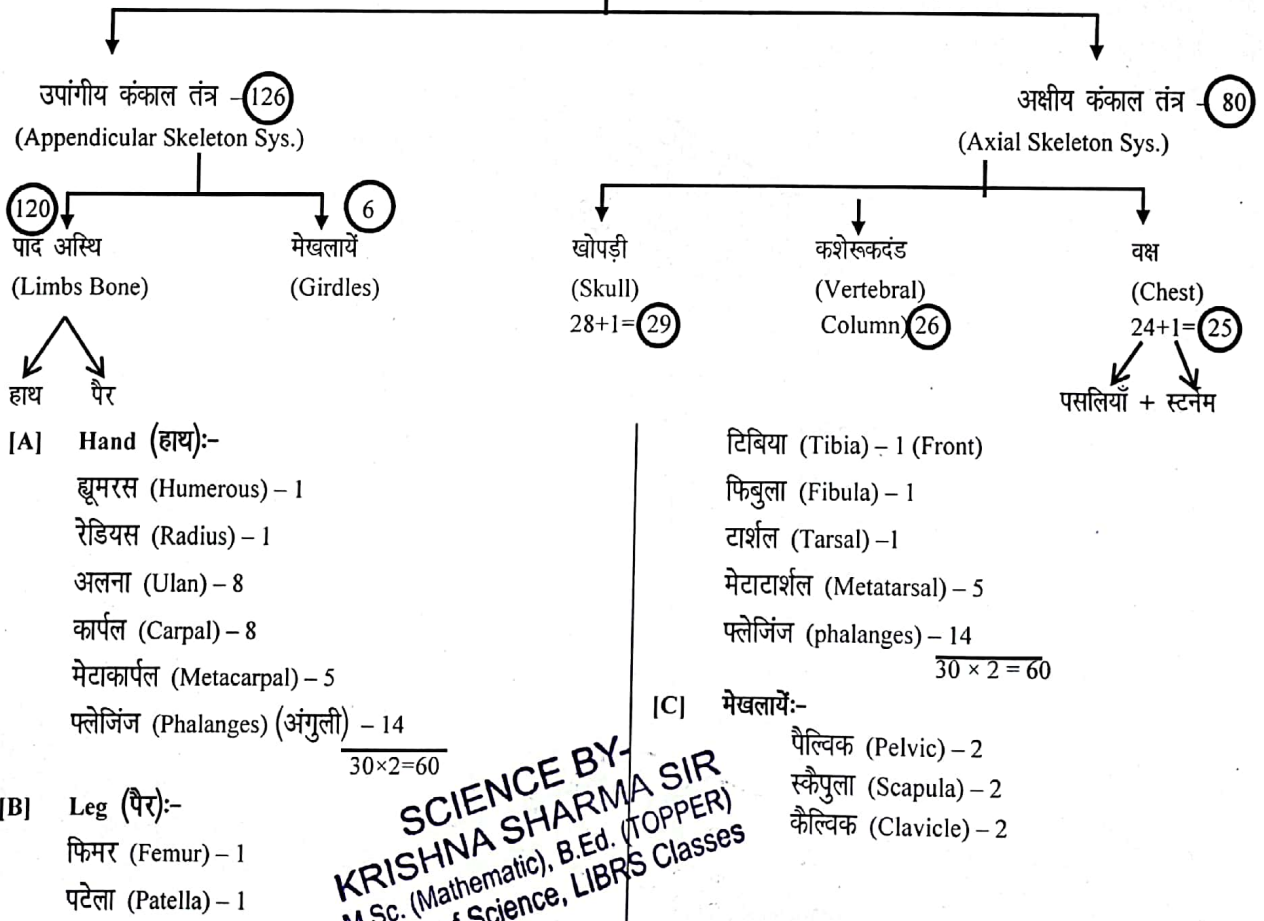 उपांगीय कंकाल तंत्र – 126
(Appendicular Skeleton Sys.)
अक्षीय कंकाल तंत्र – 80
(Axial Skeleton Sys.)
120
पाद अस्थि
(Limbs Bone)
6
मेखलायें
(Girdles)
खोपड़ी
(Skull)
28+1= 29
कशेरूकदंड
(Vertebral)
Column) 26
वक्ष
(Chest)
24+1= 25
हाथ पैर
पसलियाँ + स्टर्नम
[A] Hand (हाथ):-
ह्यूमरस (Humerous) – 1
रेडियस (Radius) – 1
अलना (Ulan) – 8
कार्पल (Carpal) – 8
मेटाकार्पल (Metacarpal) – 5
फ्लेजिंज (Phalanges) (अंगुली) – 14
30×2=60
[B] Leg (पैर):-
फिमर (Femur) – 1
पटेला (Patella) – 1
टिबिया (Tibia) – 1 (Front)
फिबुला (Fibula) – 1
टार्शल (Tarsal) –1
मेटाटार्शल (Metatarsal) – 5
फ्लेजिंज (phalanges) – 14
30 × 2 = 60
[C] मेखलायें:-
पैल्विक (Pelvic) – 2
स्कैपुला (Scapula) – 2
कैल्विक (Clavicle) – 2
SCIENCE BY-
KRISHNA SHARMA SIR
M.Sc. (Mathematic), B.Ed. (TOPPER)
Science, LIBRS Classes